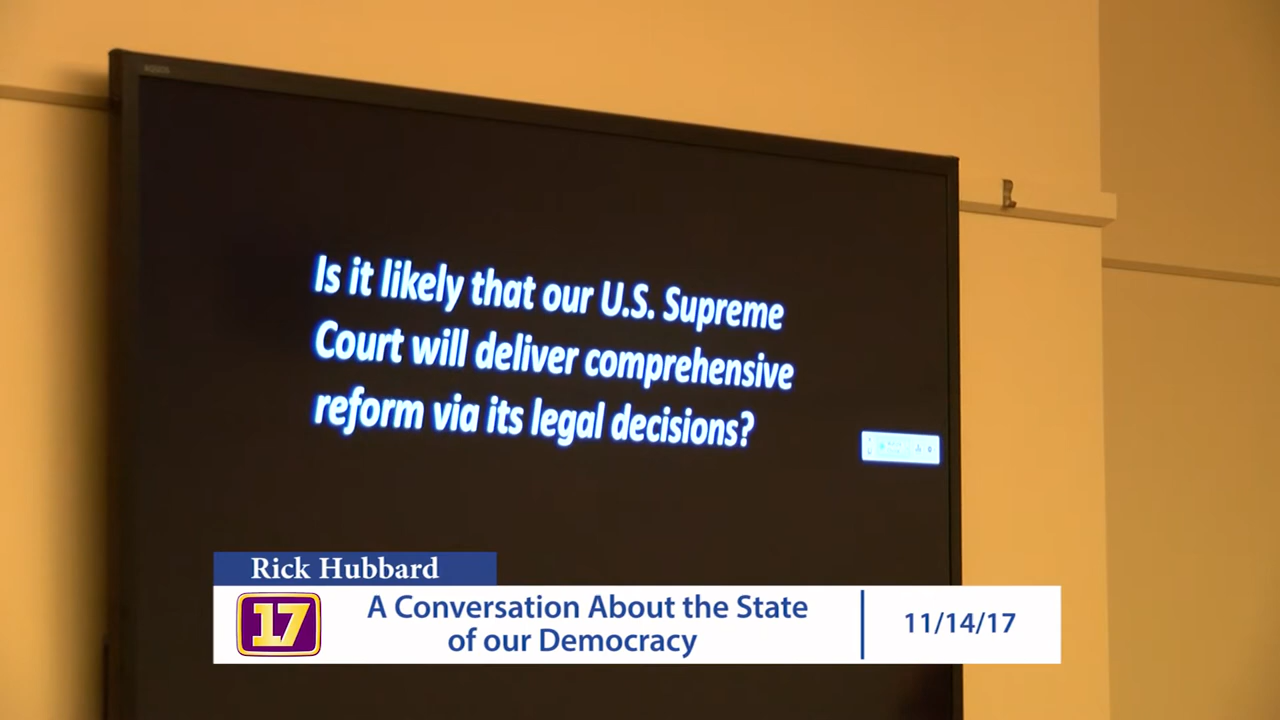 Is it likely that our U.S. Supreme
Court will deliver comprehensive
reform via its legal decisions?
Rick Hubbard
17
A Conversation About the State
of our Democracy
11/14/17